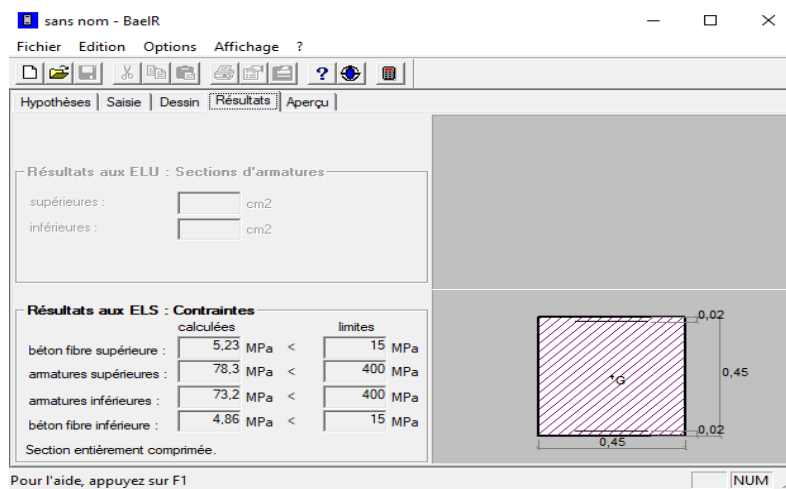 sans nom - BaelR
Fichier Edition Options Affichage ?
Hypothèses Saisie Dessin Résultats Aperçu
Résultats aux ELU : Sections d'armatures
supérieures : cm2
inférieures : cm2
Résultats aux ELS : Contraintes
calculées limites
béton fibre supérieure : 5,23 MPa < 15 MPa
armatures supérieures : 78,3 MPa < 400 MPa
armatures inférieures : 73,2 MPa < 400 MPa
béton fibre inférieure : 4,86 MPa < 15 MPa
Section entièrement comprimée.
0,02
+G
0,45
0,02
0,45
Pour l'aide, appuyez sur F1 NUM